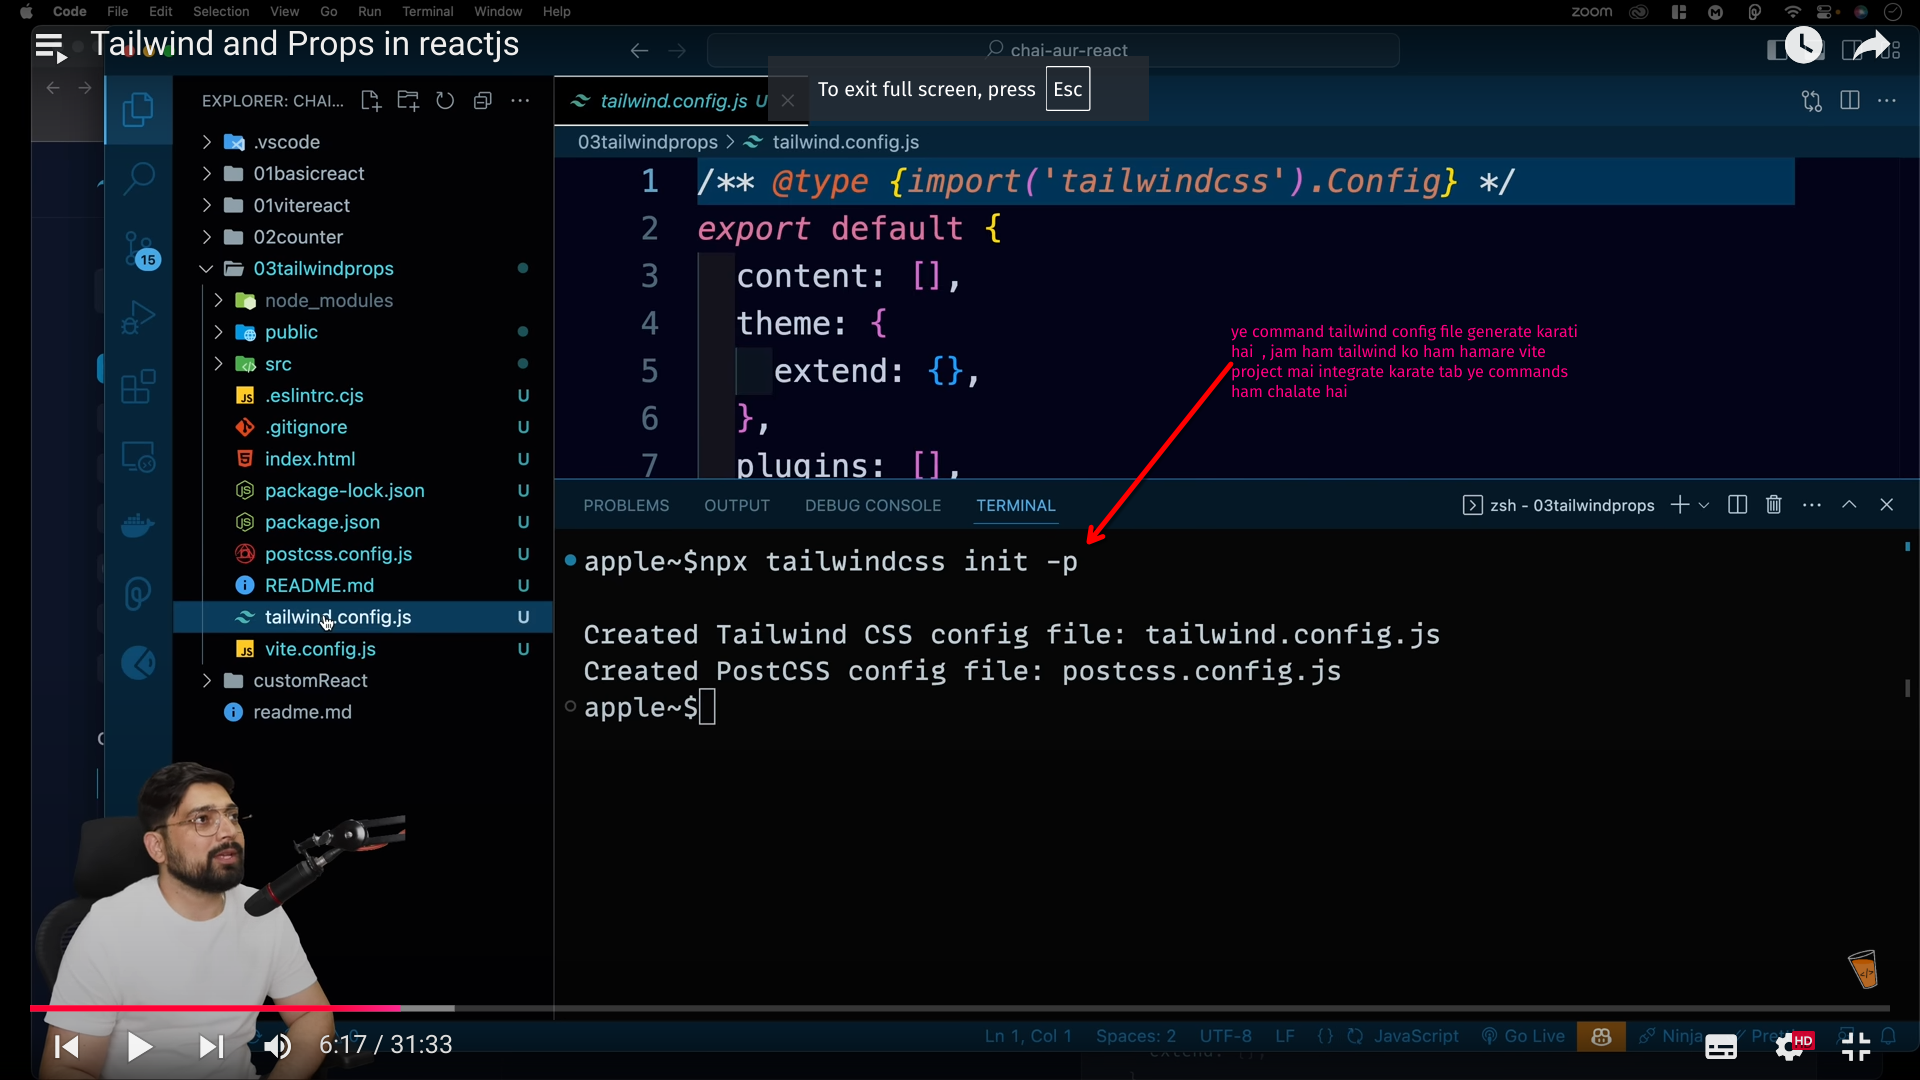 Code File Edit Selection View Go Run Terminal Window Help
zoom
Tailwind and Props in reactjs
chai-aur-react
To exit full screen, press Esc
EXPLORER: CHAI...
.vscode
01basicreact
01vitereact
02counter
03tailwindprops
node_modules
public
src
.eslintrc.cjs U
.gitignore U
index.html U
package-lock.json U
package.json U
postcss.config.js U
README.md U
tailwind.config.js U
vite.config.js U
customReact
readme.md
15
tailwind.config.js U
03tailwindprops > tailwind.config.js
1 /** @type {import('tailwindcss').Config} */
2 export default {
3 content: [],
4 theme: {
5 extend: {},
6 },
7 plugins: [],
ye command tailwind config file generate karati
hai , jam ham tailwind ko ham hamare vite
project mai integrate karate tab ye commands
ham chalate hai
PROBLEMS OUTPUT DEBUG CONSOLE TERMINAL
zsh - 03tailwindprops
apple~$npx tailwindcss init -p
Created Tailwind CSS config file: tailwind.config.js
Created PostCSS config file: postcss.config.js
apple~$
Ln 1, Col 1 Spaces: 2 UTF-8 LF {} JavaScript Go Live Ninja
6:17 / 31:33
HD